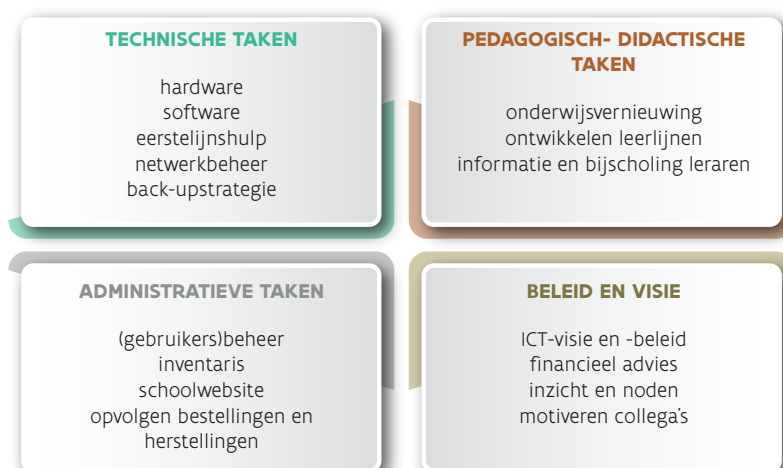 TECHNISCHE TAKEN
hardware
software
eerstelijnshulp
netwerkbeheer
back-upstrategie
PEDAGOGISCH- DIDACTISCHE
TAKEN
onderwijsvernieuwing
ontwikkelen leerlijnen
informatie en bijscholing leraren
ADMINISTRATIEVE TAKEN
(gebruikers)beheer
inventaris
schoolwebsite
opvolgen bestellingen en
herstellingen
BELEID EN VISIE
ICT-visie en -beleid
financieel advies
inzicht en noden
motiveren collega's